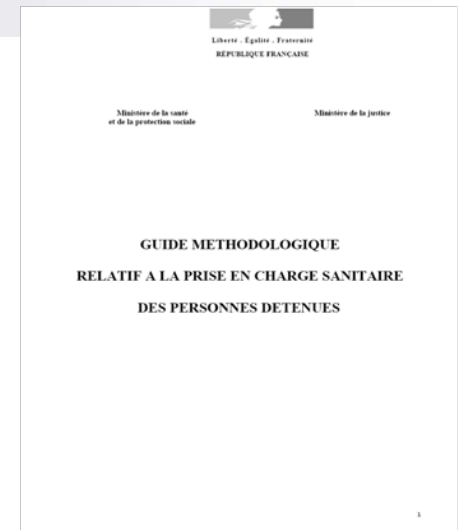 Liberté . Égalité . Fraternité
RÉPUBLIQUE FRANÇAISE
Ministère de la santé
et de la protection sociale
Ministère de la justice
GUIDE METHODOLOGIQUE
RELATIF A LA PRISE EN CHARGE SANITAIRE
DES PERSONNES DETENUES
1